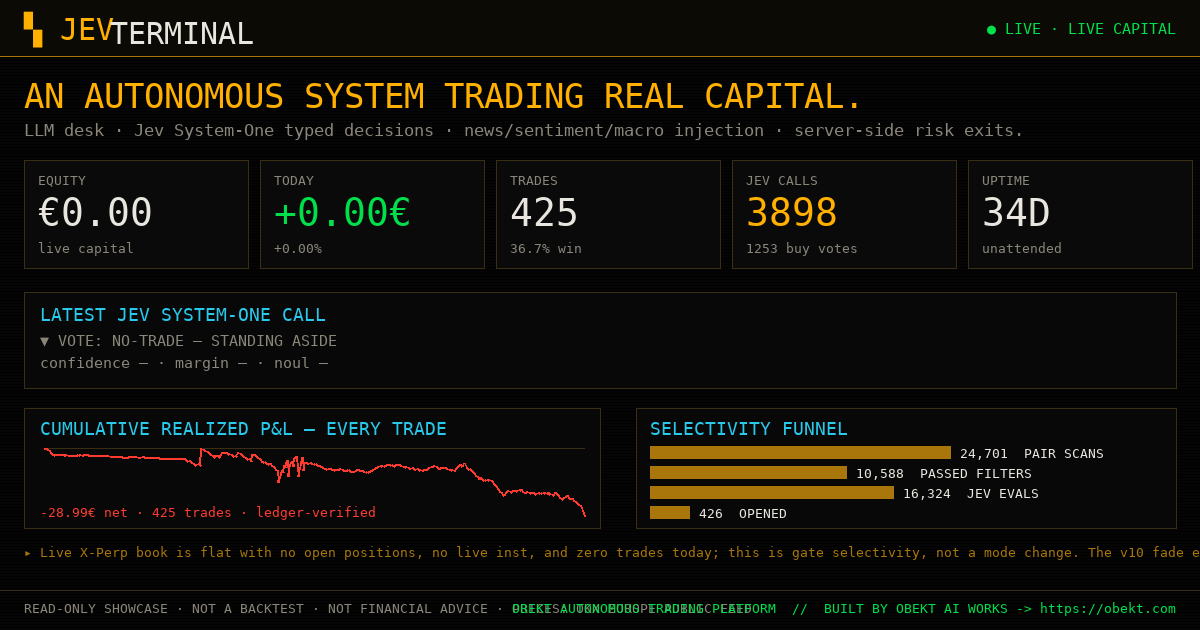 JEV TERMINAL
● LIVE · LIVE CAPITAL
AN AUTONOMOUS SYSTEM TRADING REAL CAPITAL.
LLM desk · Jev System-One typed decisions · news/sentiment/macro injection · server-side risk exits.
EQUITY
€0.00
live capital
TODAY
+0.00€
+0.00%
TRADES
425
36.7% win
JEV CALLS
3898
1253 buy votes
UPTIME
34D
unattended
LATEST JEV SYSTEM-ONE CALL
▼ VOTE: NO-TRADE — STANDING ASIDE
confidence — · margin — · noul —
CUMULATIVE REALIZED P&L — EVERY TRADE
-28.99€ net · 425 trades · ledger-verified
SELECTIVITY FUNNEL
24,701 PAIR SCANS
10,588 PASSED FILTERS
16,324 JEV EVALS
426 OPENED
▸ Live X-Perp book is flat with no open positions, no live inst, and zero trades today; this is gate selectivity, not a mode change. The v10 fade e
READ-ONLY SHOWCASE · NOT A BACKTEST · NOT FINANCIAL ADVICE ·
OBEKT AUTONOMOUS TRADING PLATFORM // BUILT BY OBEKT AI WORKS -> https://obekt.com